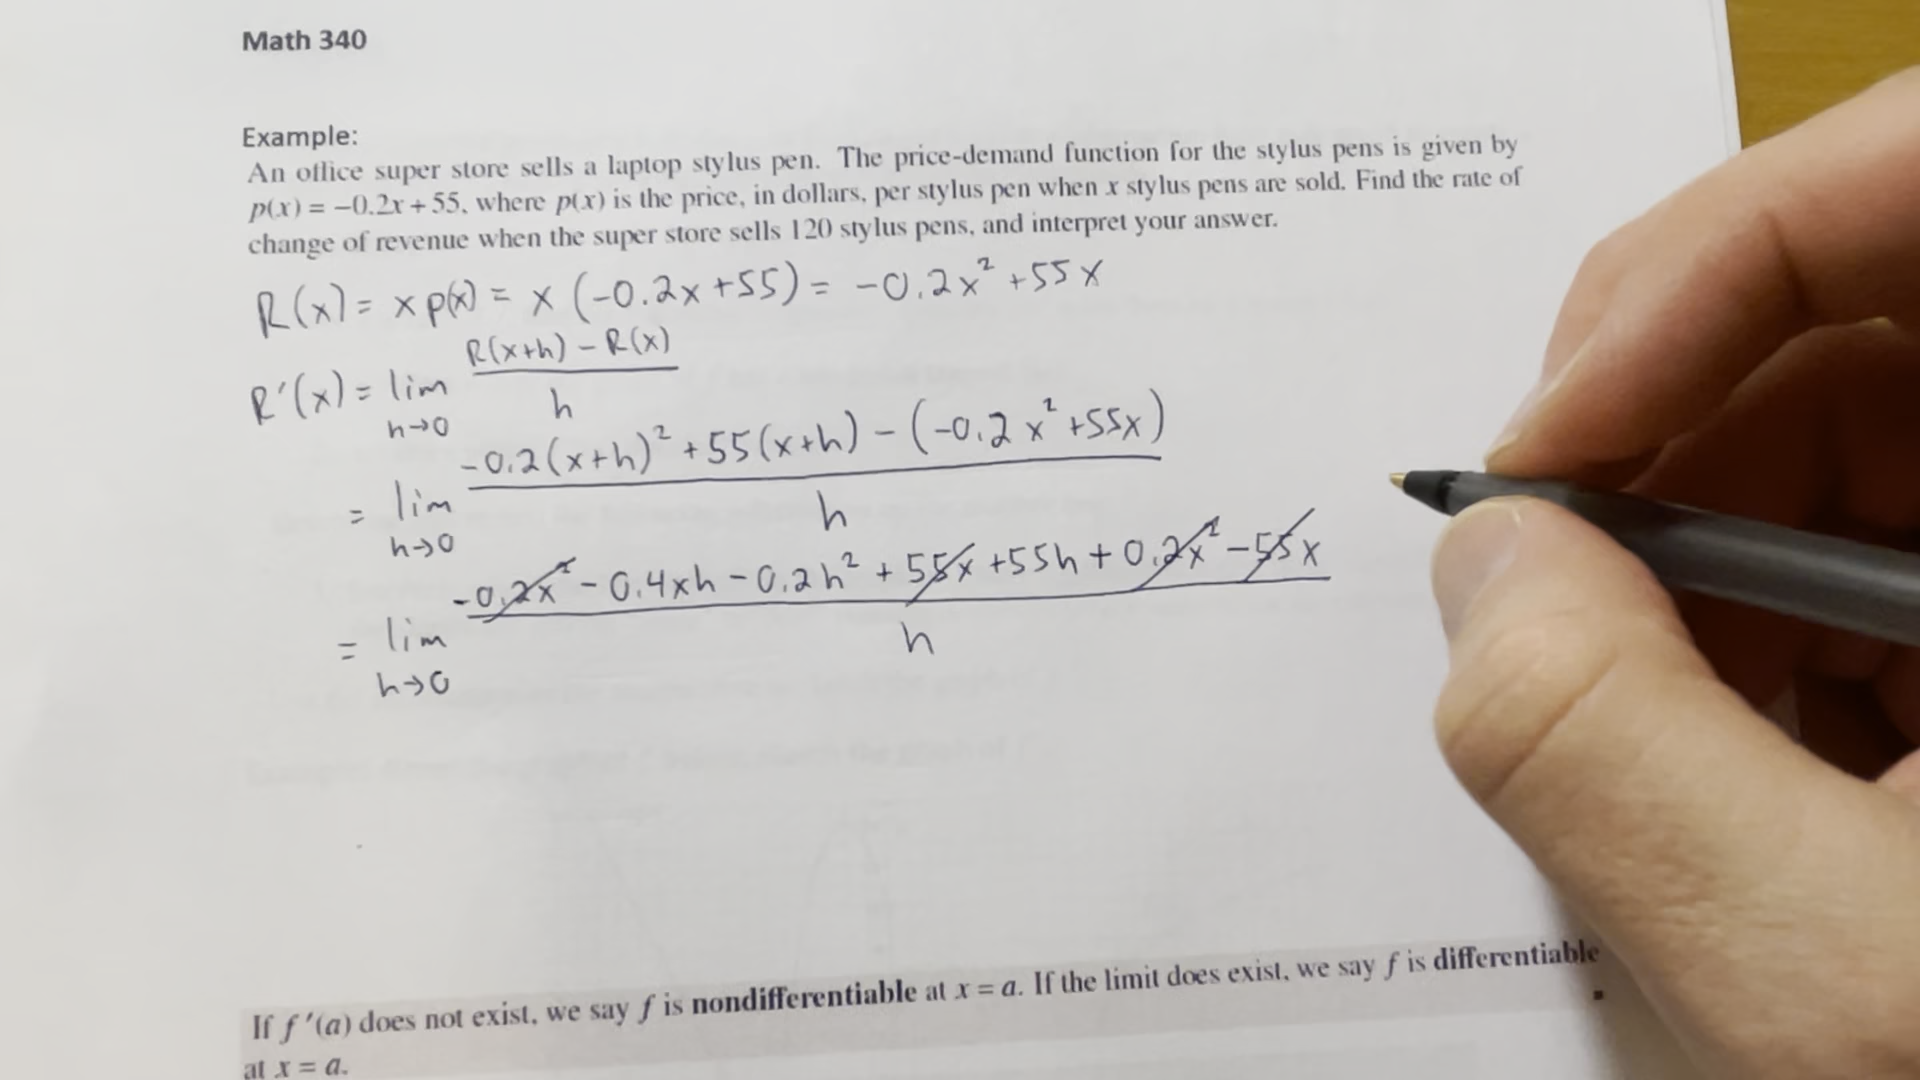 Math 340
Example:
An office super store sells a laptop stylus pen. The price-demand function for the stylus pens is given by
p(x) = −0.2x + 55, where p(x) is the price, in dollars, per stylus pen when x stylus pens are sold. Find the rate of
change of revenue when the super store sells 120 stylus pens, and interpret your answer.
R(x) = x p(x) = x (-0.2x + 55) = -0.2x² + 55x
R(x+h) - R(x)
R'(x) = lim
h→0
h
-0.2(x+h)² + 55(x+h) - (-0.2x² + 55x)
= lim
h→0
h
-0.2x² - 0.4xh - 0.2h² + 55x + 55h + 0.2x² - 55x
= lim
h→0
h
If f '(a) does not exist, we say f is nondifferentiable at x = a. If the limit does exist, we say f is differentiable
at x = a.